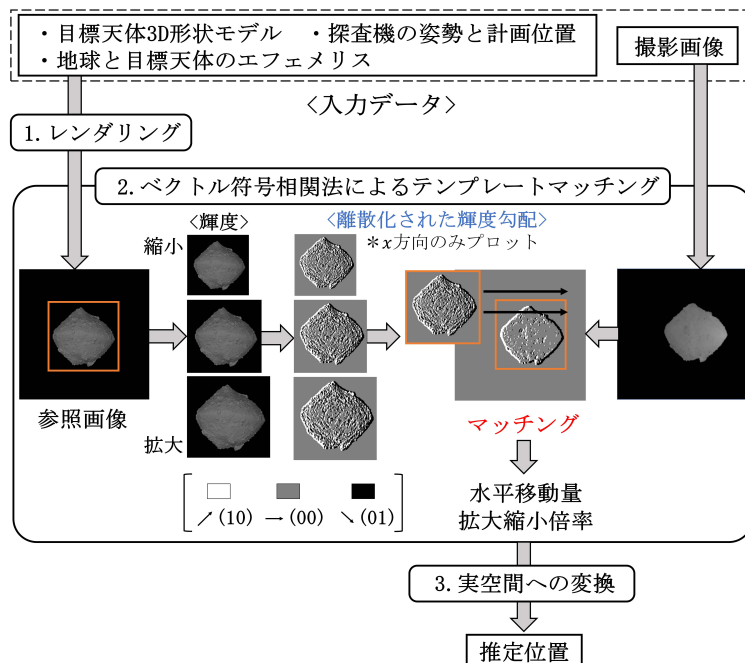 ・目標天体3D形状モデル ・探査機の姿勢と計画位置
・地球と目標天体のエフェメリス
撮影画像
<入力データ>
1. レンダリング
2. ベクトル符号相関法によるテンプレートマッチング
<輝度>
<離散化された輝度勾配>
縮小
＊x方向のみプロット
参照画像
拡大
マッチング
↗(10) →(00) ↘(01)
水平移動量
拡大縮小倍率
3. 実空間への変換
推定位置